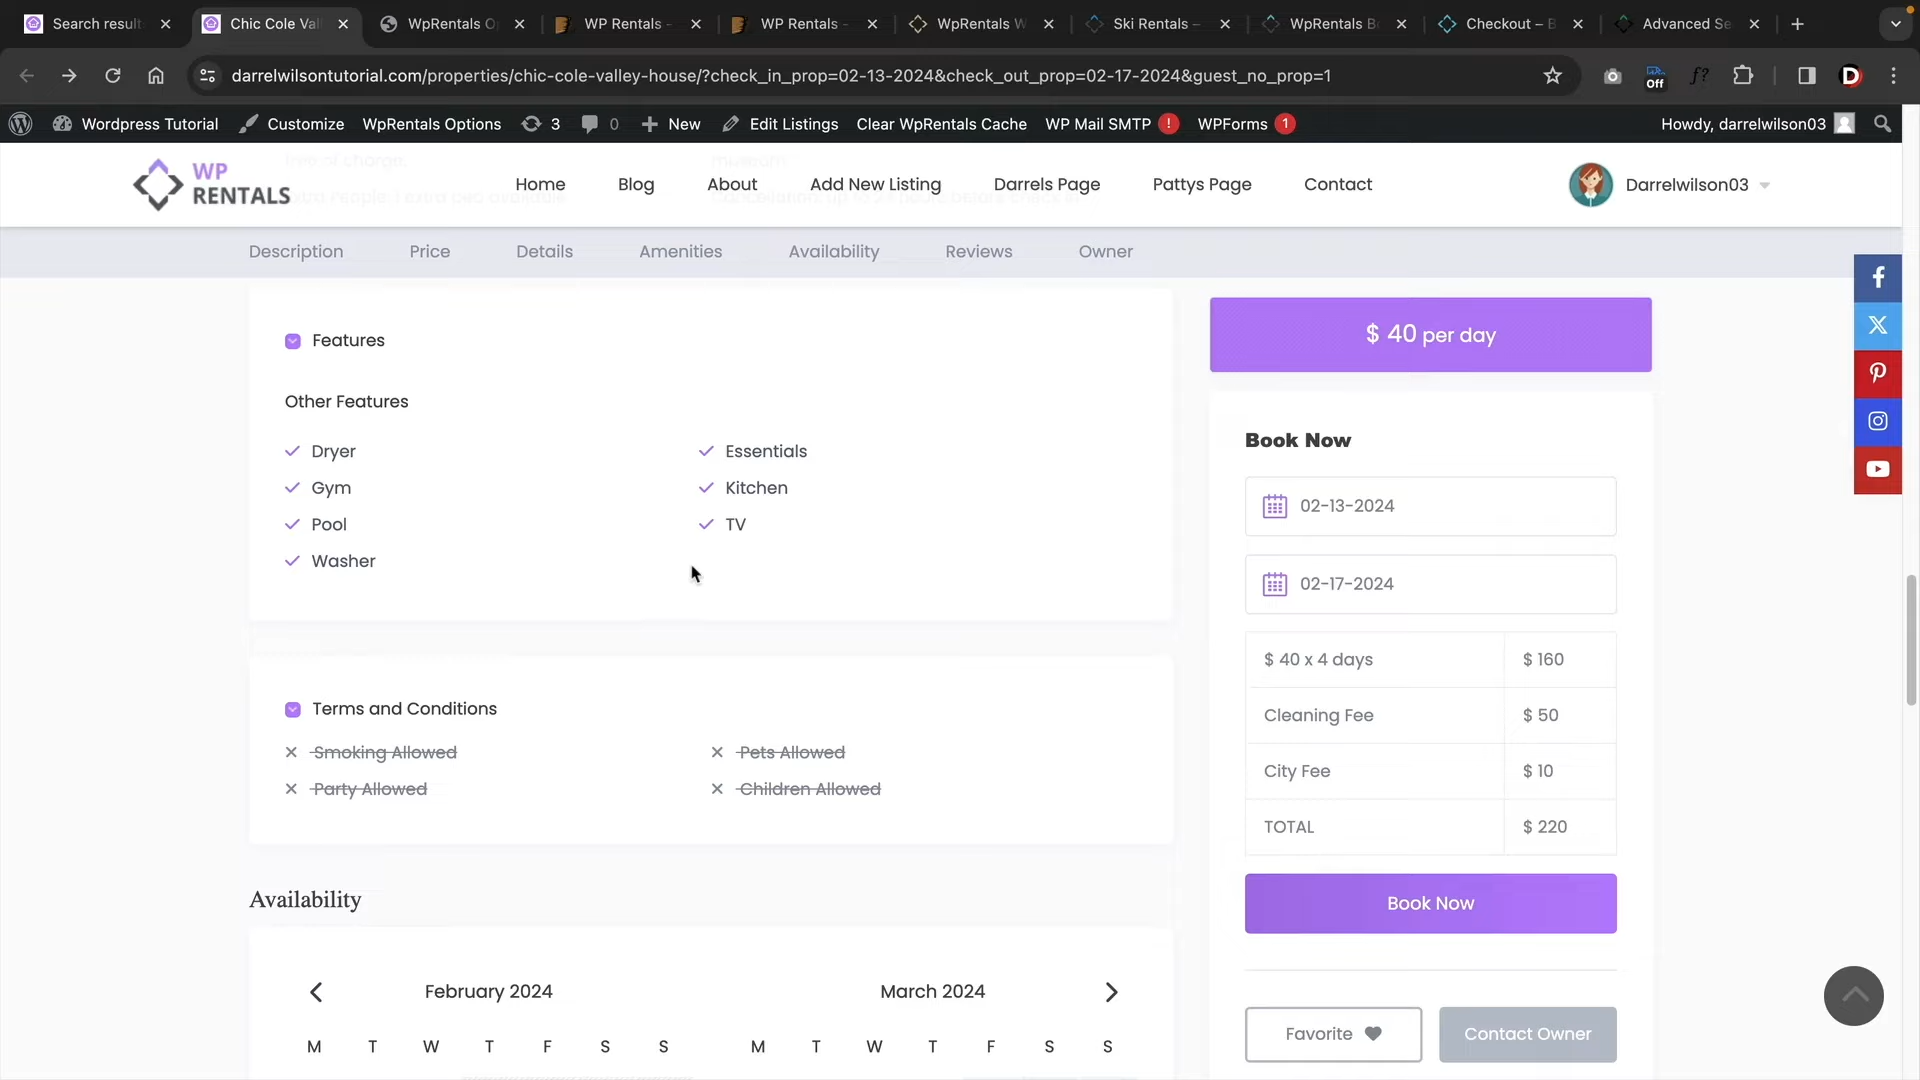 Search result
Chic Cole Val
WpRentals O
WP Rentals -
WP Rentals -
WpRentals W
Ski Rentals –
WpRentals B
Checkout – B
Advanced Se
darrelwilsontutorial.com/properties/chic-cole-valley-house/?check_in_prop=02-13-2024&check_out_prop=02-17-2024&guest_no_prop=1
Off
f?
D
Wordpress Tutorial
Customize
WpRentals Options
3
0
New
Edit Listings
Clear WpRentals Cache
WP Mail SMTP !
WPForms 1
Howdy, darrelwilson03
WP RENTALS
Home
Blog
About
Add New Listing
Darrels Page
Pattys Page
Contact
Darrelwilson03
Description
Price
Details
Amenities
Availability
Reviews
Owner
Features
Other Features
Dryer
Essentials
Gym
Kitchen
Pool
TV
Washer
Terms and Conditions
Smoking Allowed
Pets Allowed
Party Allowed
Children Allowed
Availability
February 2024
March 2024
M T W T F S S
M T W T F S S
$ 40 per day
Book Now
02-13-2024
02-17-2024
$ 40 x 4 days $ 160
Cleaning Fee $ 50
City Fee $ 10
TOTAL $ 220
Book Now
Favorite
Contact Owner